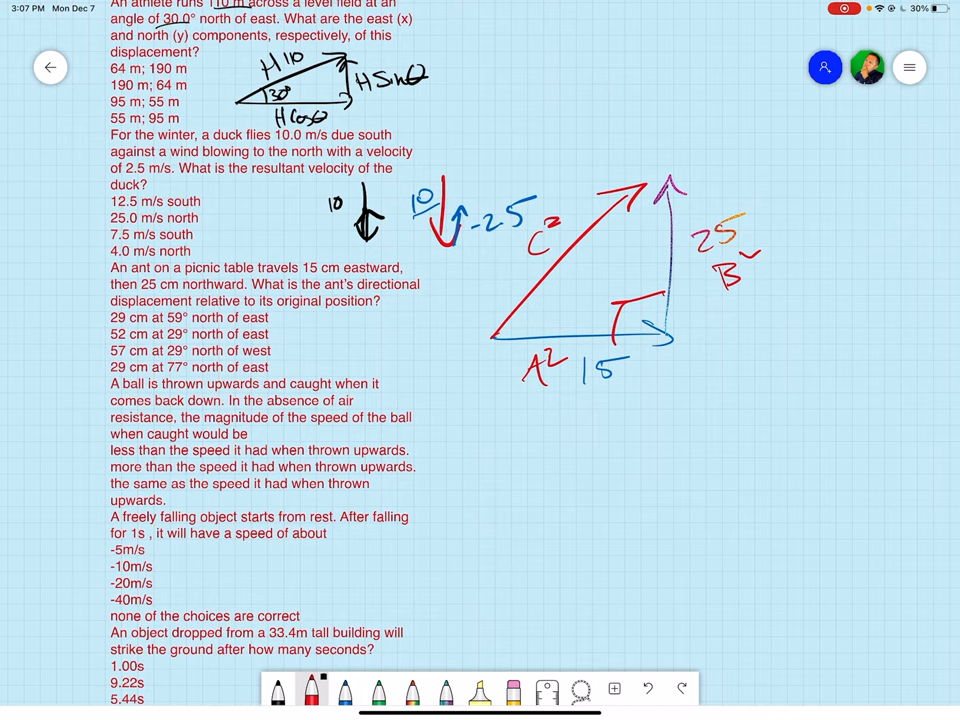 3:07 PM Mon Dec 7
30%
An athlete runs 110 m across a level field at an
angle of 30.0° north of east. What are the east (x)
and north (y) components, respectively, of this
displacement?
64 m; 190 m
190 m; 64 m
95 m; 55 m
55 m; 95 m
H 110
30°
H Sinθ
H Cosθ
For the winter, a duck flies 10.0 m/s due south
against a wind blowing to the north with a velocity
of 2.5 m/s. What is the resultant velocity of the
duck?
12.5 m/s south
25.0 m/s north
7.5 m/s south
4.0 m/s north
10
10
-25
C²
25
B²
A²
15
An ant on a picnic table travels 15 cm eastward,
then 25 cm northward. What is the ant's directional
displacement relative to its original position?
29 cm at 59° north of east
52 cm at 29° north of east
57 cm at 29° north of west
29 cm at 77° north of east
A ball is thrown upwards and caught when it
comes back down. In the absence of air
resistance, the magnitude of the speed of the ball
when caught would be
less than the speed it had when thrown upwards.
more than the speed it had when thrown upwards.
the same as the speed it had when thrown
upwards.
A freely falling object starts from rest. After falling
for 1s , it will have a speed of about
-5m/s
-10m/s
-20m/s
-40m/s
none of the choices are correct
An object dropped from a 33.4m tall building will
strike the ground after how many seconds?
1.00s
9.22s
5.44s